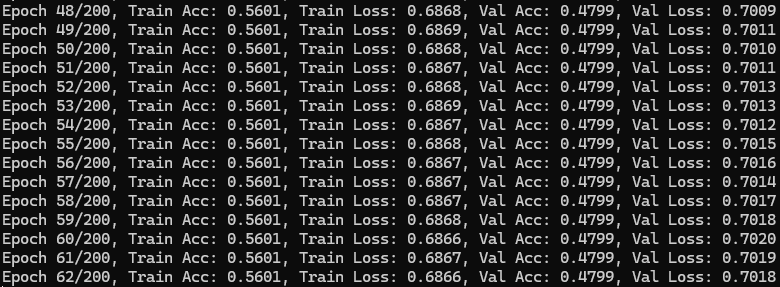 Epoch 48/200, Train Acc: 0.5601, Train Loss: 0.6868, Val Acc: 0.4799, Val Loss: 0.7009
Epoch 49/200, Train Acc: 0.5601, Train Loss: 0.6869, Val Acc: 0.4799, Val Loss: 0.7011
Epoch 50/200, Train Acc: 0.5601, Train Loss: 0.6868, Val Acc: 0.4799, Val Loss: 0.7010
Epoch 51/200, Train Acc: 0.5601, Train Loss: 0.6867, Val Acc: 0.4799, Val Loss: 0.7011
Epoch 52/200, Train Acc: 0.5601, Train Loss: 0.6868, Val Acc: 0.4799, Val Loss: 0.7013
Epoch 53/200, Train Acc: 0.5601, Train Loss: 0.6869, Val Acc: 0.4799, Val Loss: 0.7013
Epoch 54/200, Train Acc: 0.5601, Train Loss: 0.6867, Val Acc: 0.4799, Val Loss: 0.7012
Epoch 55/200, Train Acc: 0.5601, Train Loss: 0.6868, Val Acc: 0.4799, Val Loss: 0.7015
Epoch 56/200, Train Acc: 0.5601, Train Loss: 0.6867, Val Acc: 0.4799, Val Loss: 0.7016
Epoch 57/200, Train Acc: 0.5601, Train Loss: 0.6867, Val Acc: 0.4799, Val Loss: 0.7014
Epoch 58/200, Train Acc: 0.5601, Train Loss: 0.6867, Val Acc: 0.4799, Val Loss: 0.7017
Epoch 59/200, Train Acc: 0.5601, Train Loss: 0.6868, Val Acc: 0.4799, Val Loss: 0.7018
Epoch 60/200, Train Acc: 0.5601, Train Loss: 0.6866, Val Acc: 0.4799, Val Loss: 0.7020
Epoch 61/200, Train Acc: 0.5601, Train Loss: 0.6867, Val Acc: 0.4799, Val Loss: 0.7019
Epoch 62/200, Train Acc: 0.5601, Train Loss: 0.6866, Val Acc: 0.4799, Val Loss: 0.7018